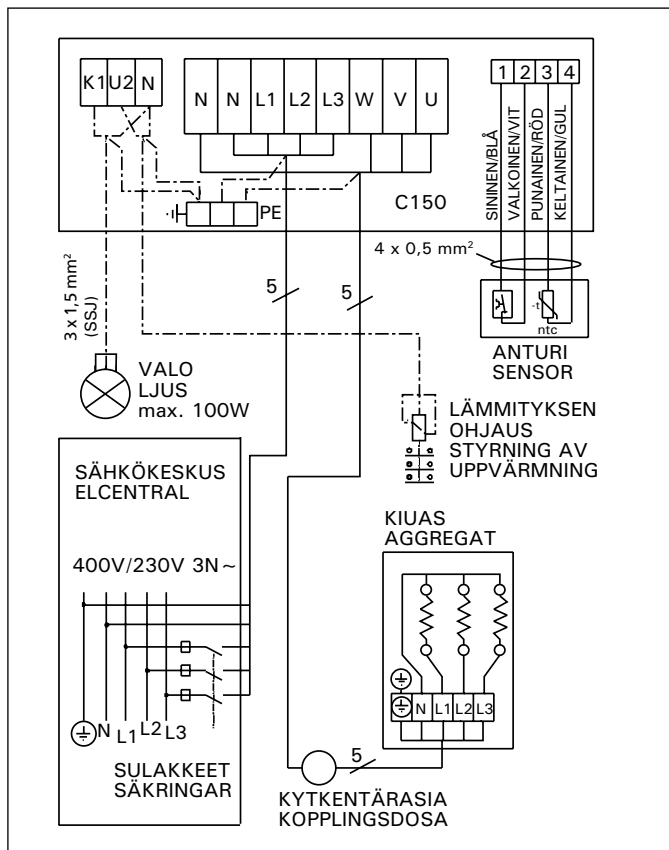 K1 U2 N
N N L1 L2 L3 W V U
1 2 3 4
SININEN/BLÅ
VALKOINEN/VIT
PUNAINEN/RÖD
KELTAINEN/GUL
PE
C150
4 x 0,5 mm²
3 x 1,5 mm²
(SSJ)
5
5
-t
ntc
ANTURI
SENSOR
VALO
LJUS
max. 100W
LÄMMITYKSEN
OHJAUS
STYRNING AV
UPPVÄRMNING
SÄHKÖKESKUS
ELCENTRAL
KIUAS
AGGREGAT
400V/230V 3N~
N L1 L2 L3
N L1 L2 L3
SULAKKEET
SÄKRINGAR
5
KYTKENTÄRASIA
KOPPLINGSDOSA